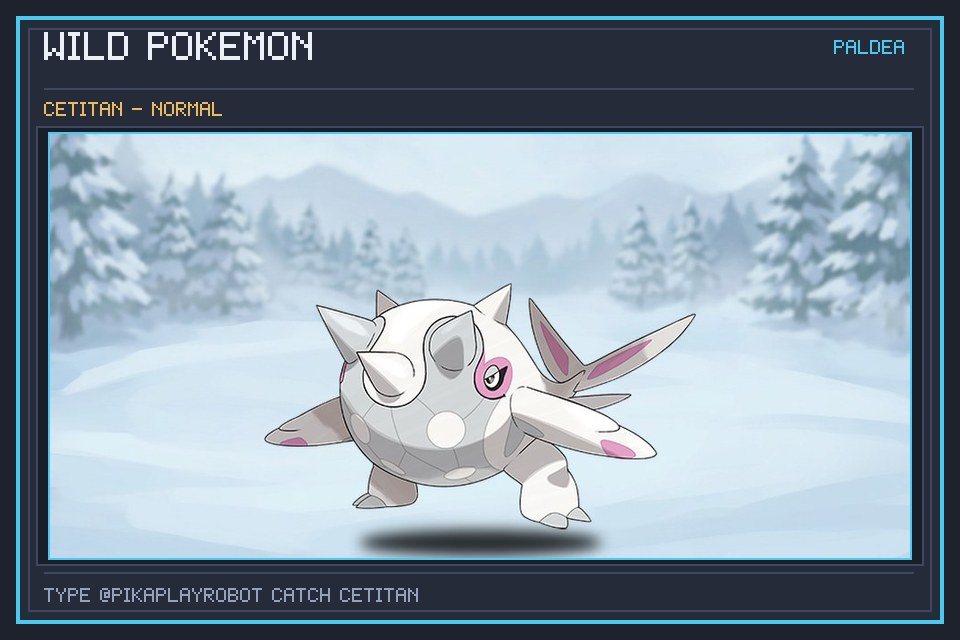 WILD POKEMON
PALDEA
CETITAN - NORMAL
TYPE @PIKAPLAYROBOT CATCH CETITAN